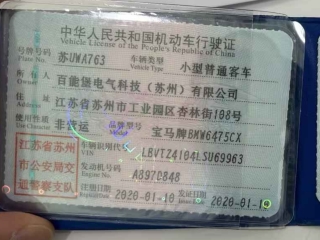 中华人民共和国机动车行驶证
Vehicle License of the People's Republic of China
号牌号码 苏UWA763 车辆类型 小型普通客车
Plate No. Vehicle Type
所有人 百能堡电气科技（苏州）有限公司
Owner
住址 江苏省苏州市工业园区杏林街108号
Address
使用性质 非营运 品牌型号 宝马牌BMW6475CX
Use Character Model
江苏省苏州 车辆识别代号 LBVTZ4104LSU69963
VIN
市公安局交 发动机号码 A897C848
Engine No.
通警察支队 注册日期 2020-01-10 发证日期 2020-01-10